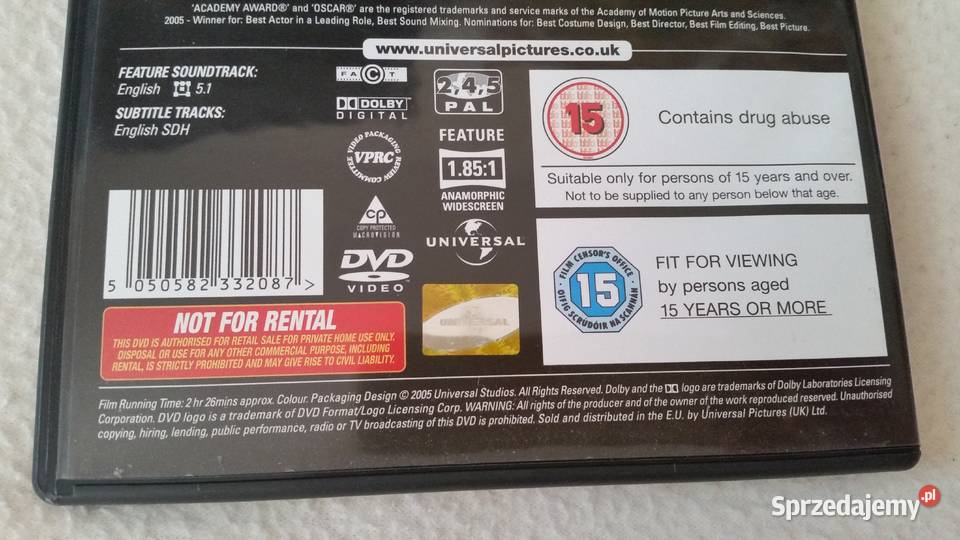 'ACADEMY AWARD®' and 'OSCAR®' are the registered trademarks and service marks of the Academy of Motion Picture Arts and Sciences.
2005 - Winner for: Best Actor in a Leading Role, Best Sound Mixing. Nominations for: Best Costume Design, Best Director, Best Film Editing, Best Picture.
www.universalpictures.co.uk
FEATURE SOUNDTRACK:
English 5.1
SUBTITLE TRACKS:
English SDH
FACT
DOLBY
DIGITAL
VIDEO PACKAGING REVIEW COMMITTEE
VPRC
CP
COPY PROTECTED
MACROVISION
DVD
VIDEO
2,4,5
PAL
FEATURE
1.85:1
ANAMORPHIC
WIDESCREEN
UNIVERSAL
UNIVERSAL
15
Contains drug abuse
Suitable only for persons of 15 years and over.
Not to be supplied to any person below that age.
FILM CENSOR'S OFFICE
15
OIFIG SCRÚDÓIR NA SCANNÁN
FIT FOR VIEWING
by persons aged
15 YEARS OR MORE
5 050582 332087 >
NOT FOR RENTAL
THIS DVD IS AUTHORISED FOR RETAIL SALE FOR PRIVATE HOME USE ONLY.
DISPOSAL OR USE FOR ANY OTHER COMMERCIAL PURPOSE, INCLUDING
RENTAL, IS STRICTLY PROHIBITED AND MAY GIVE RISE TO CIVIL LIABILITY.
Film Running Time: 2 hr 26mins approx. Colour. Packaging Design © 2005 Universal Studios. All Rights Reserved. Dolby and the logo are trademarks of Dolby Laboratories Licensing
Corporation. DVD logo is a trademark of DVD Format/Logo Licensing Corp. WARNING: All rights of the producer and of the owner of the work reproduced reserved. Unauthorised
copying, hiring, lending, public performance, radio or TV broadcasting of this DVD is prohibited. Sold and distributed in the E.U. by Universal Pictures (UK) Ltd.
Sprzedajemy.pl